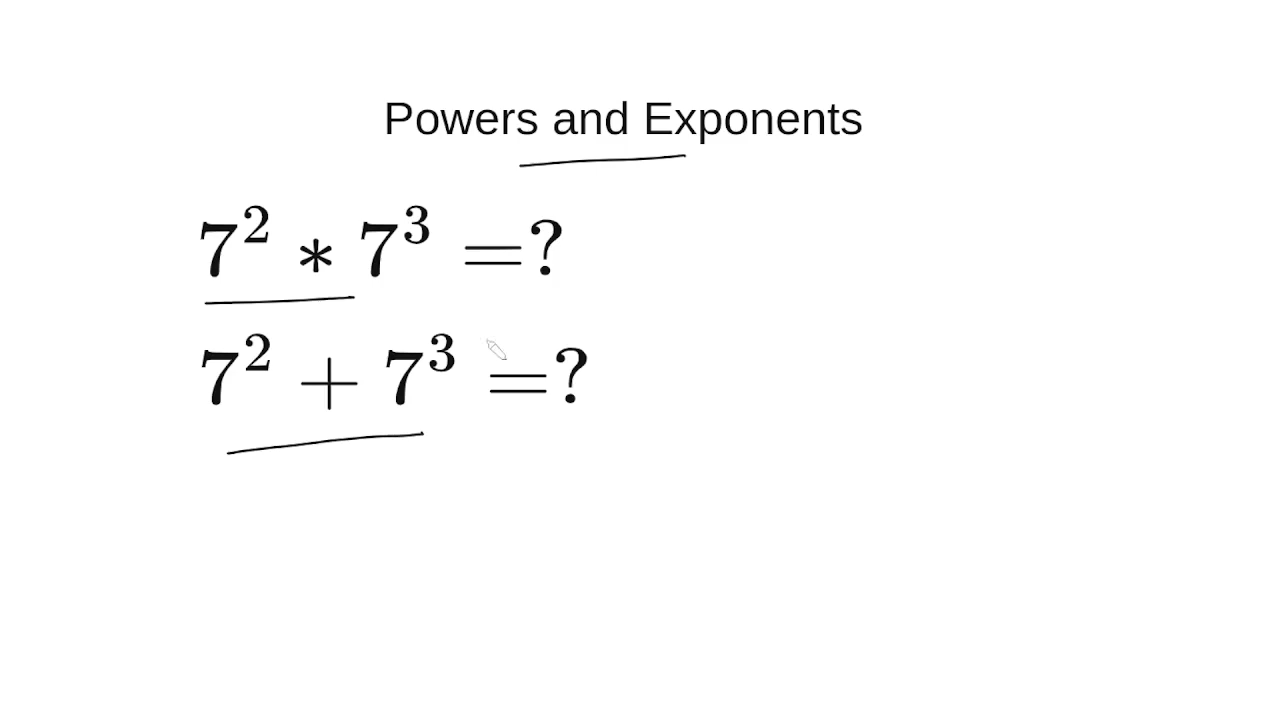 Powers and Exponents
7² * 7³ =?
7² + 7³ =?